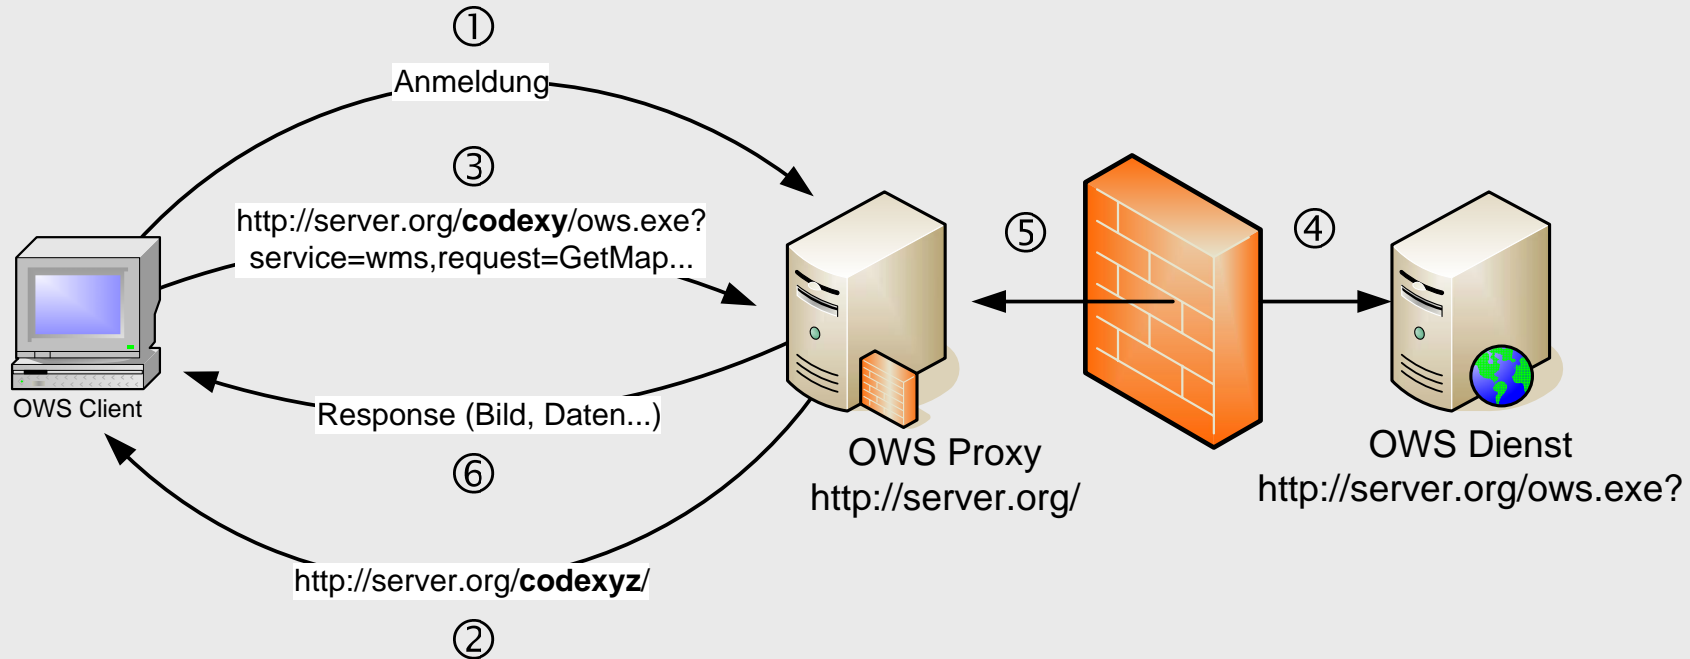 ①
Anmeldung
③
http://server.org/codexy/ows.exe?
service=wms,request=GetMap...
⑤
④
OWS Client
Response (Bild, Daten...)
⑥
OWS Proxy
http://server.org/
OWS Dienst
http://server.org/ows.exe?
http://server.org/codexyz/
②